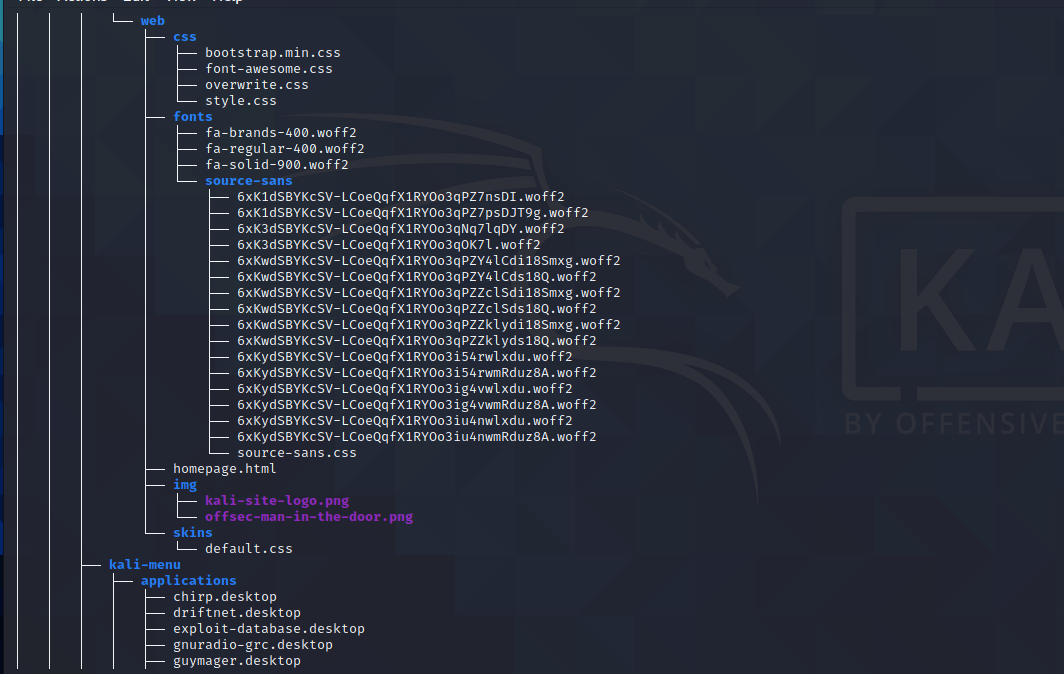 web
css
bootstrap.min.css
font-awesome.css
overwrite.css
style.css
fonts
fa-brands-400.woff2
fa-regular-400.woff2
fa-solid-900.woff2
source-sans
6xK1dSBYKcSV-LCoeQqfX1RYOo3qPZ7nsDI.woff2
6xK1dSBYKcSV-LCoeQqfX1RYOo3qPZ7psDJT9g.woff2
6xK3dSBYKcSV-LCoeQqfX1RYOo3qNq7lqDY.woff2
6xK3dSBYKcSV-LCoeQqfX1RYOo3qOK7l.woff2
6xKwdSBYKcSV-LCoeQqfX1RYOo3qPZY4lCdi18Smxg.woff2
6xKwdSBYKcSV-LCoeQqfX1RYOo3qPZY4lCds18Q.woff2
6xKwdSBYKcSV-LCoeQqfX1RYOo3qPZZclSdi18Smxg.woff2
6xKwdSBYKcSV-LCoeQqfX1RYOo3qPZZclSds18Q.woff2
6xKwdSBYKcSV-LCoeQqfX1RYOo3qPZZklydi18Smxg.woff2
6xKwdSBYKcSV-LCoeQqfX1RYOo3qPZZklyds18Q.woff2
6xKydSBYKcSV-LCoeQqfX1RYOo3i54rwlxdu.woff2
6xKydSBYKcSV-LCoeQqfX1RYOo3i54rwmRduz8A.woff2
6xKydSBYKcSV-LCoeQqfX1RYOo3ig4vwlxdu.woff2
6xKydSBYKcSV-LCoeQqfX1RYOo3ig4vwmRduz8A.woff2
6xKydSBYKcSV-LCoeQqfX1RYOo3iu4nwlxdu.woff2
6xKydSBYKcSV-LCoeQqfX1RYOo3iu4nwmRduz8A.woff2
source-sans.css
homepage.html
img
kali-site-logo.png
offsec-man-in-the-door.png
skins
default.css
kali-menu
applications
chirp.desktop
driftnet.desktop
exploit-database.desktop
gnuradio-grc.desktop
guymager.desktop
KA
BY OFFENSIVE